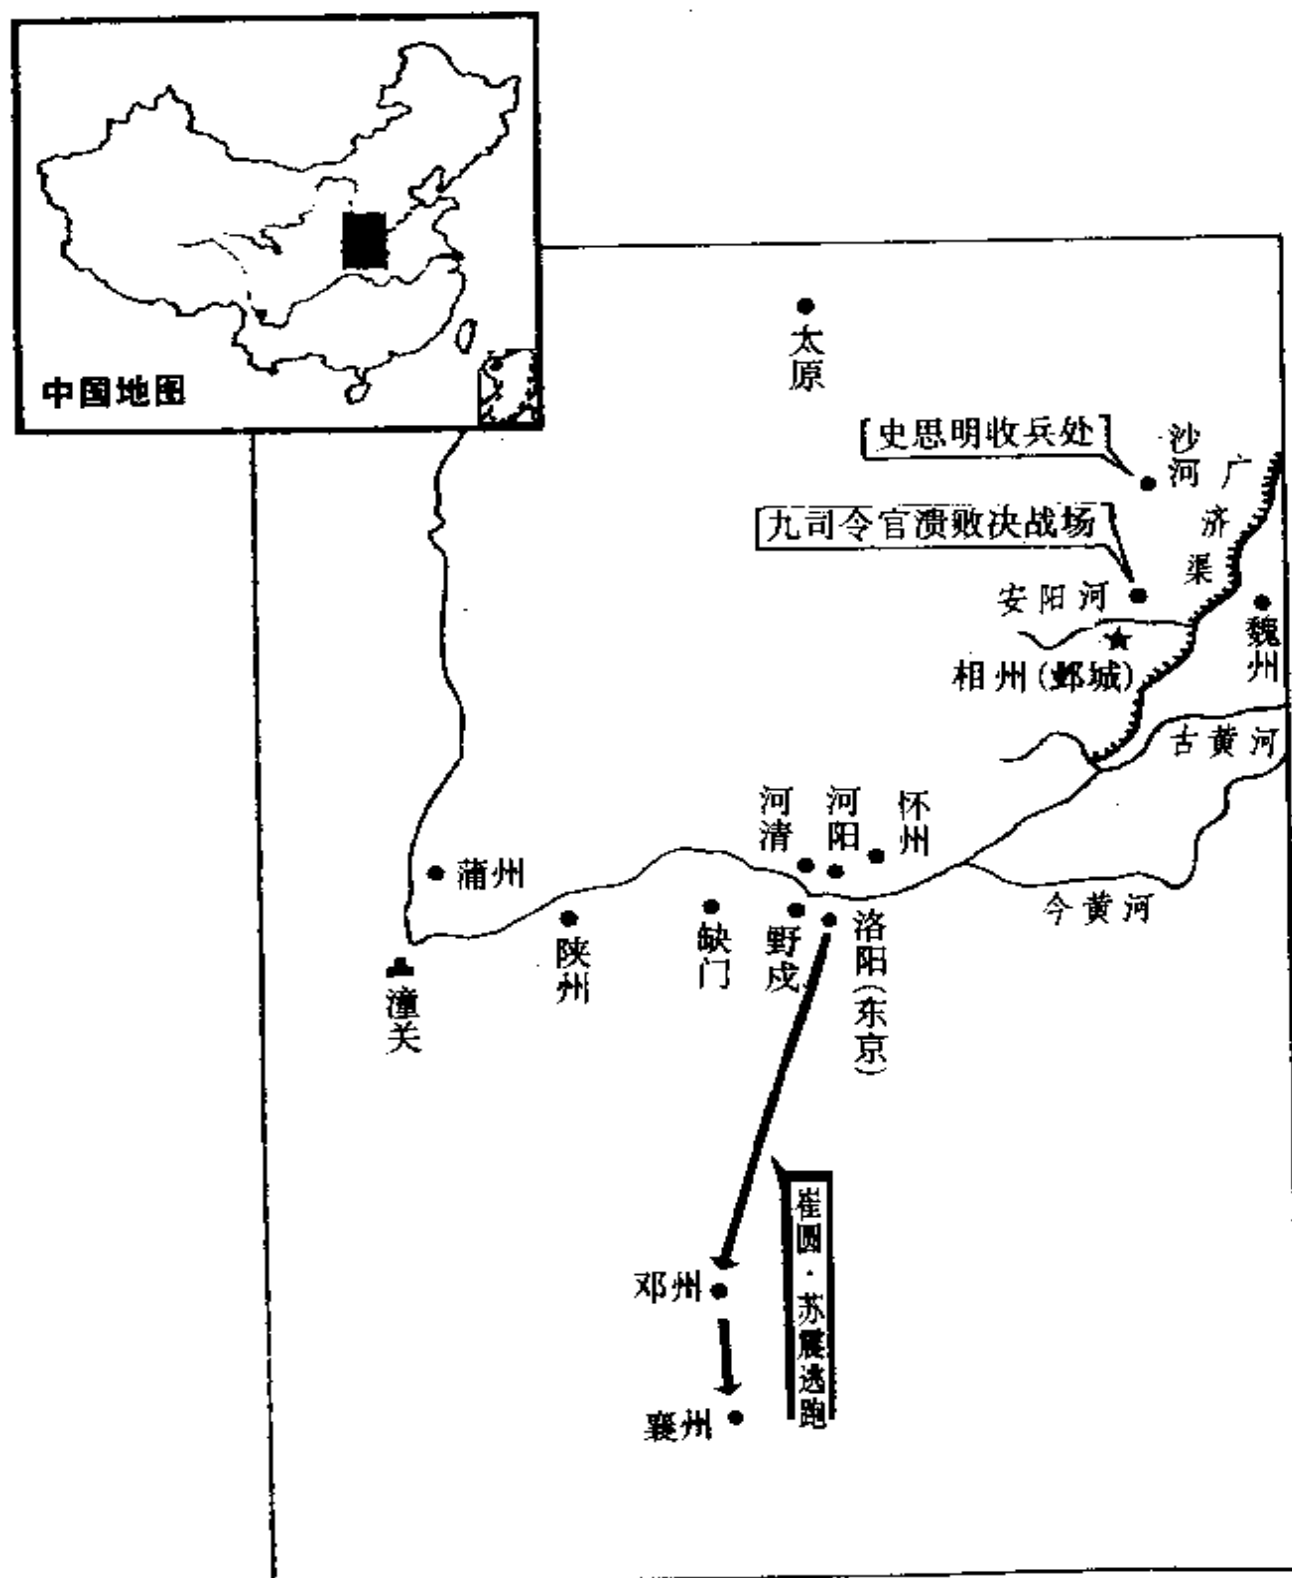 中国地图
太原
史思明收兵处
沙河
广济渠
九司令官溃败决战场
安阳河
魏州
相州(邺城)
古黄河
河清
河阳
怀州
蒲州
今黄河
陕州
缺门
野戍
洛阳(东京)
潼关
崔圆·苏震逃跑
邓州
襄州